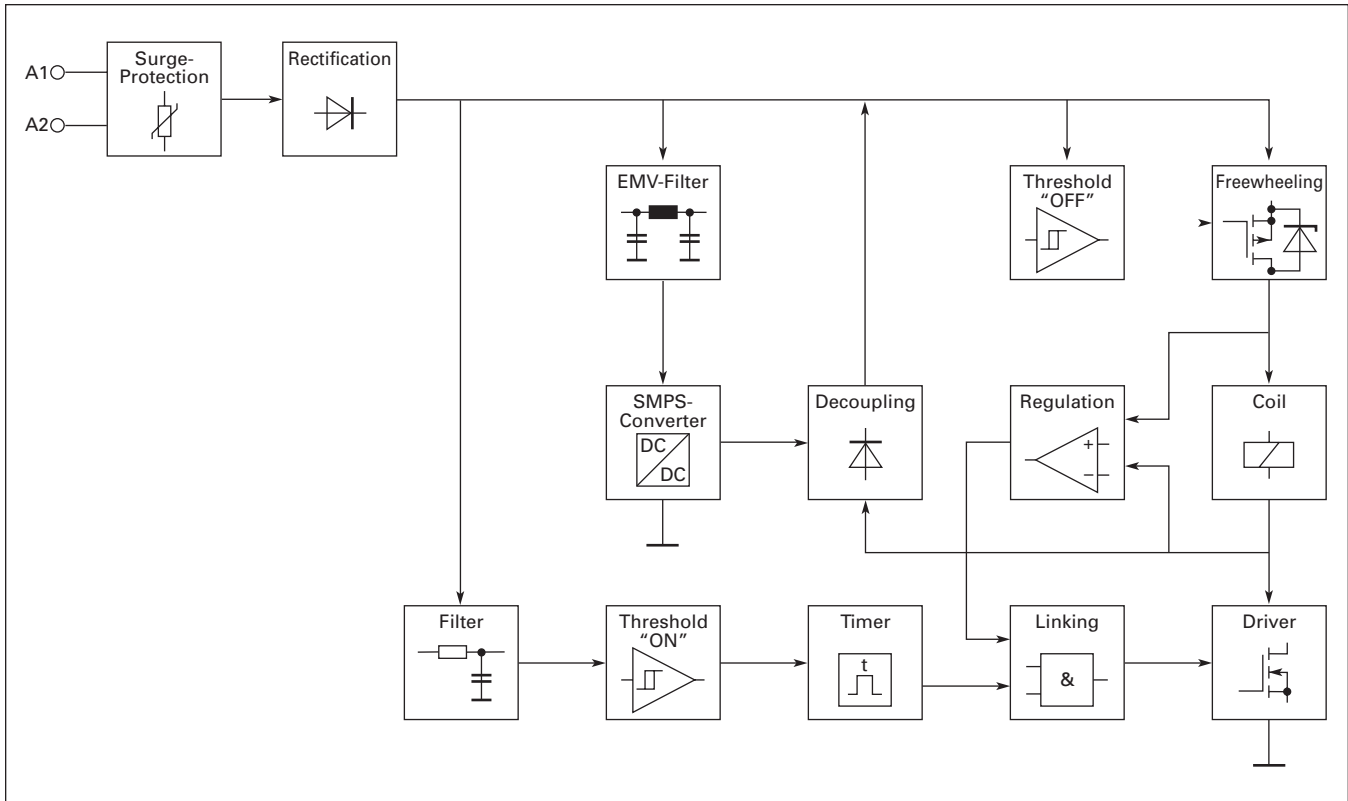 A1
A2
Surge-
Protection
Rectification
EMV-Filter
Threshold
“OFF”
Freewheeling
SMPS-
Converter
DC
DC
Decoupling
Regulation
+
−
Coil
Filter
Threshold
“ON”
Timer
t
Linking
&
Driver